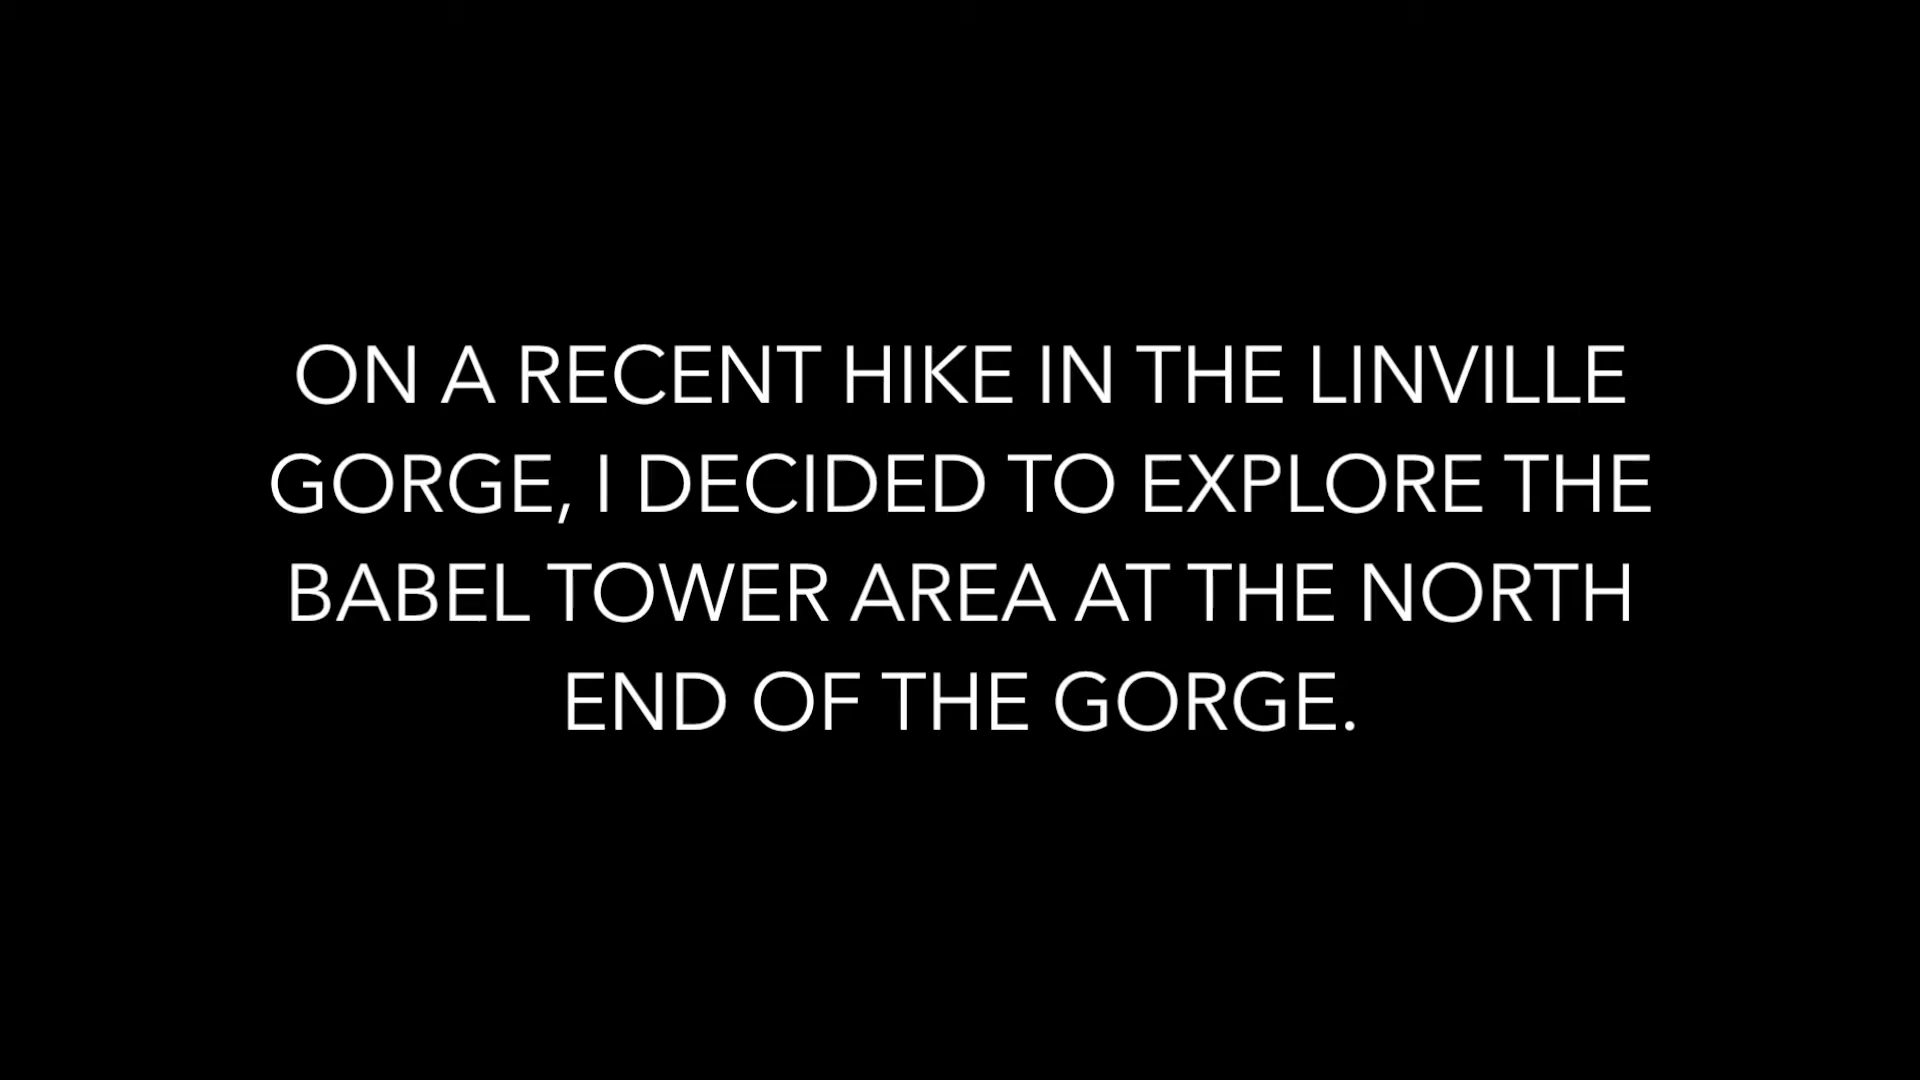 ON A RECENT HIKE IN THE LINVILLE
GORGE, I DECIDED TO EXPLORE THE
BABEL TOWER AREA AT THE NORTH
END OF THE GORGE.